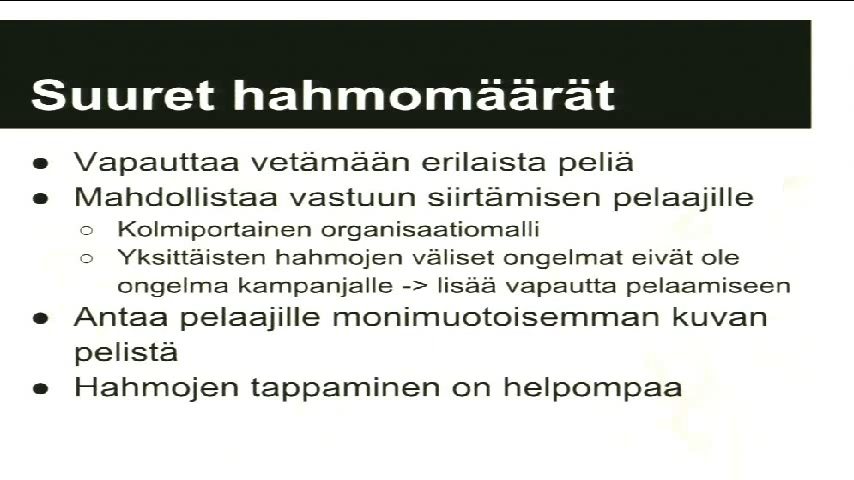 Suuret hahmomäärät
● Vapauttaa vetämään erilaista peliä
● Mahdollistaa vastuun siirtämisen pelaajille
○ Kolmiportainen organisaatiomalli
○ Yksittäisten hahmojen väliset ongelmat eivät ole
ongelma kampanjalle -> lisää vapautta pelaamiseen
● Antaa pelaajille monimuotoisemman kuvan
pelistä
● Hahmojen tappaminen on helpompaa